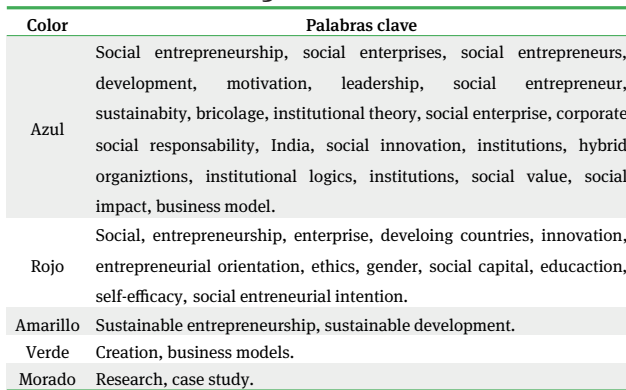 Color Palabras clave
Social entrepreneurship, social enterprises, social entrepreneurs,
development, motivation, leadership, social entrepreneur,
sustainabity, bricolage, institutional theory, social enterprise, corporate
Azul
social responsability, India, social innovation, institutions, hybrid
organiztions, institutional logics, institutions, social value, social
impact, business model.
Social, entrepreneurship, enterprise, develoing countries, innovation,
Rojo entrepreneurial orientation, ethics, gender, social capital, educaction,
self-efficacy, social entreneurial intention.
Amarillo Sustainable entrepreneurship, sustainable development.
Verde Creation, business models.
Morado Research, case study.